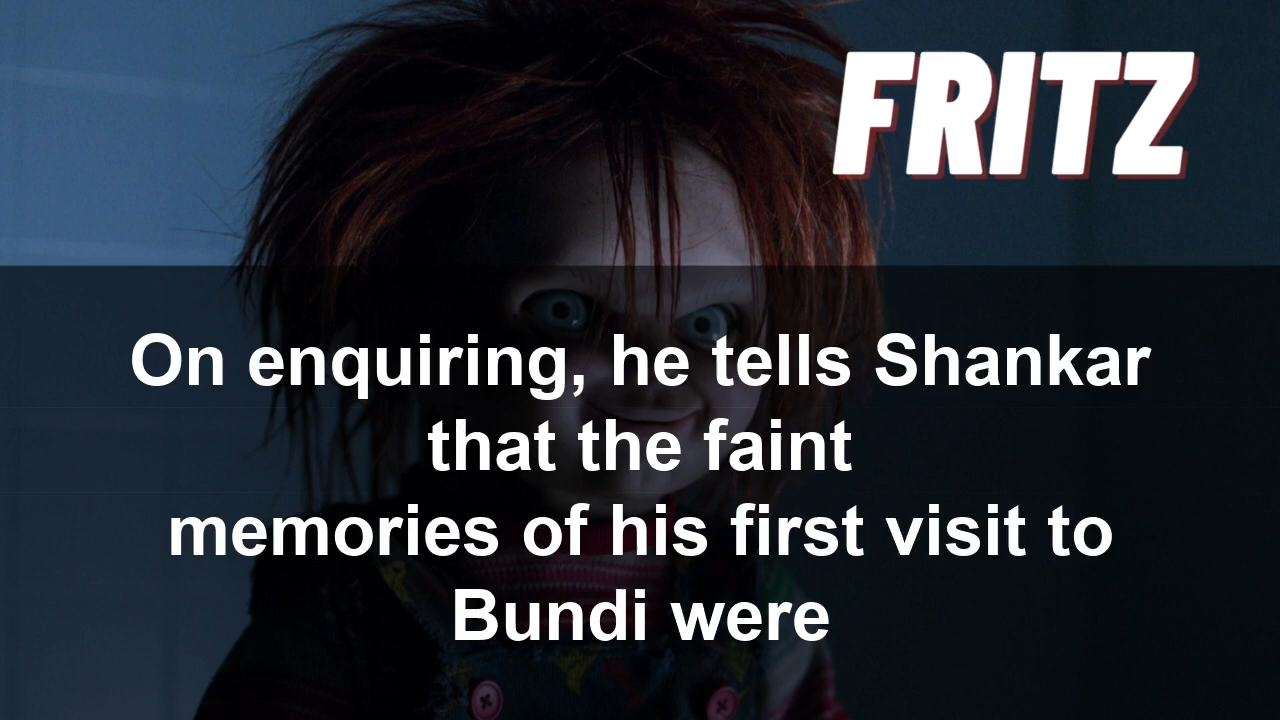 FRITZ
On enquiring, he tells Shankar
that the faint
memories of his first visit to
Bundi were